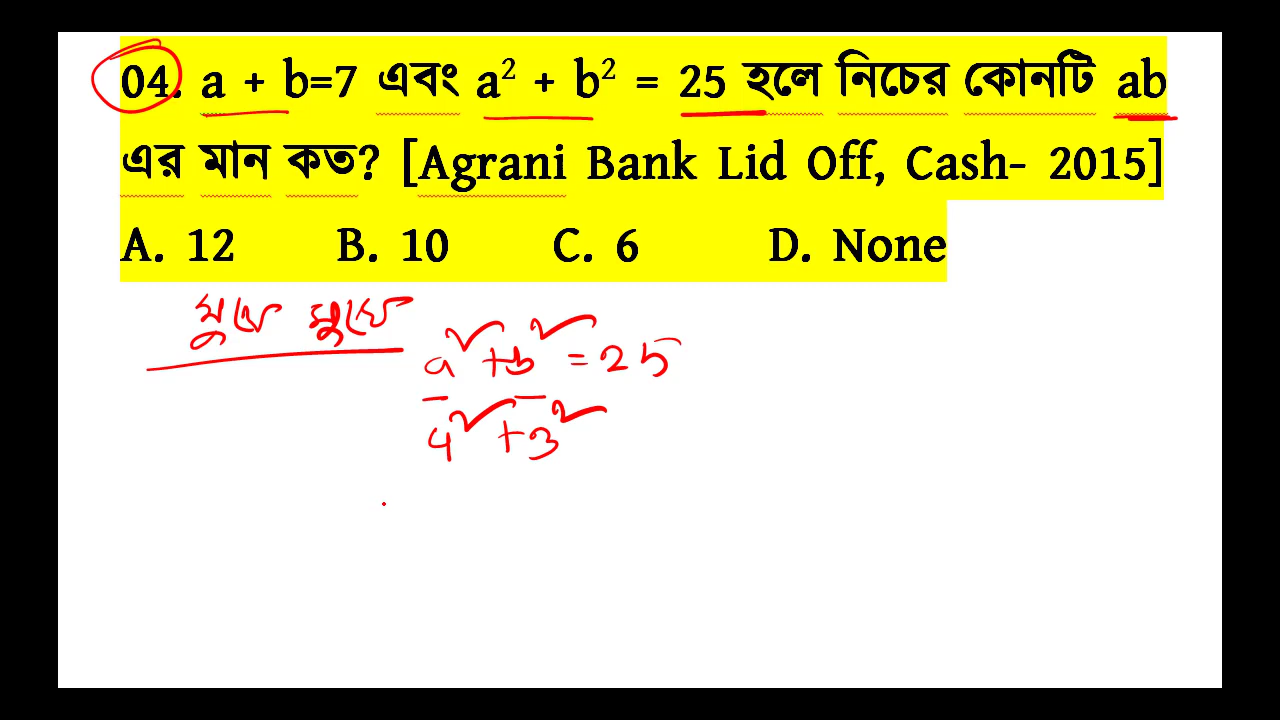 04. a + b=7 এবং a² + b² = 25 হলে নিচের কোনটি ab
এর মান কত? [Agrani Bank Lid Off, Cash- 2015]
A. 12 B. 10 C. 6 D. None
মুখে মুখে
a² + b² = 25
4² + 3²